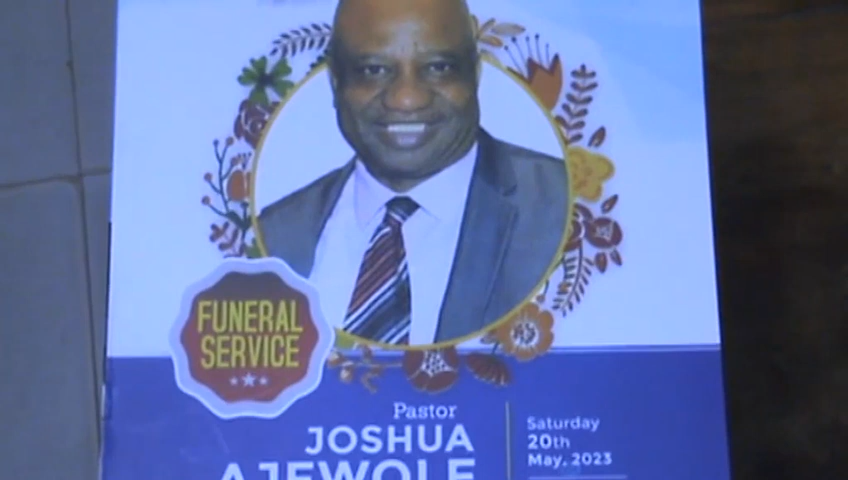 FUNERAL
SERVICE
Pastor
JOSHUA
AJEWOLE
Saturday
20th
May, 2023